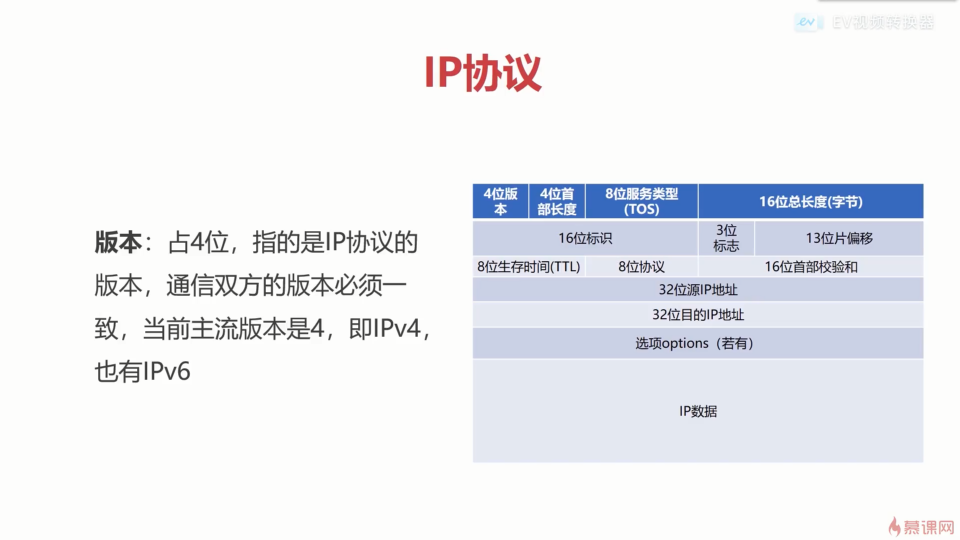 EV视频转换器
IP协议
版本：占4位，指的是IP协议的
版本，通信双方的版本必须一
致，当前主流版本是4，即IPv4，
也有IPv6
4位版
本
4位首
部长度
8位服务类型
(TOS)
16位总长度(字节)
16位标识
3位
标志
13位片偏移
8位生存时间(TTL)
8位协议
16位首部校验和
32位源IP地址
32位目的IP地址
选项options（若有）
IP数据
慕课网